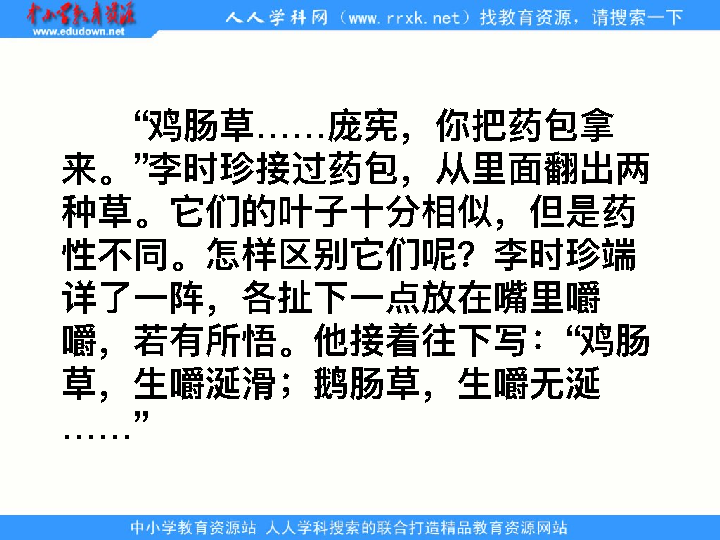 中小学教育资源
www.edudown.net
人人学科网（www.rrxk.net）找教育资源，请搜索一下
“鸡肠草……庞宪，你把药包拿
来。”李时珍接过药包，从里面翻出两
种草。它们的叶子十分相似，但是药
性不同。怎样区别它们呢？李时珍端
详了一阵，各扯下一点放在嘴里嚼
嚼，若有所悟。他接着往下写：“鸡肠
草，生嚼涎滑；鹅肠草，生嚼无涎
……”
中小学教育资源站 人人学科搜索的联合打造精品教育资源网站